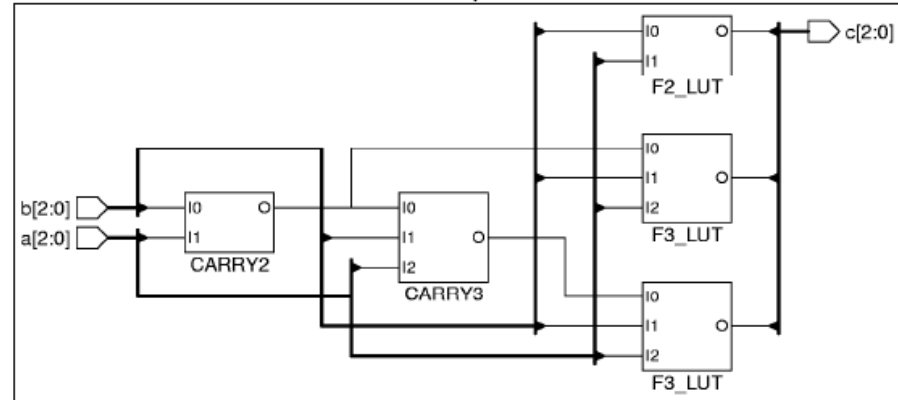 I0 O
I1
F2_LUT
c[2:0]
I0
I1 O
I2
F3_LUT
b[2:0]
a[2:0]
I0 O
I1
CARRY2
I0
I1 O
I2
CARRY3
I0
I1 O
I2
F3_LUT